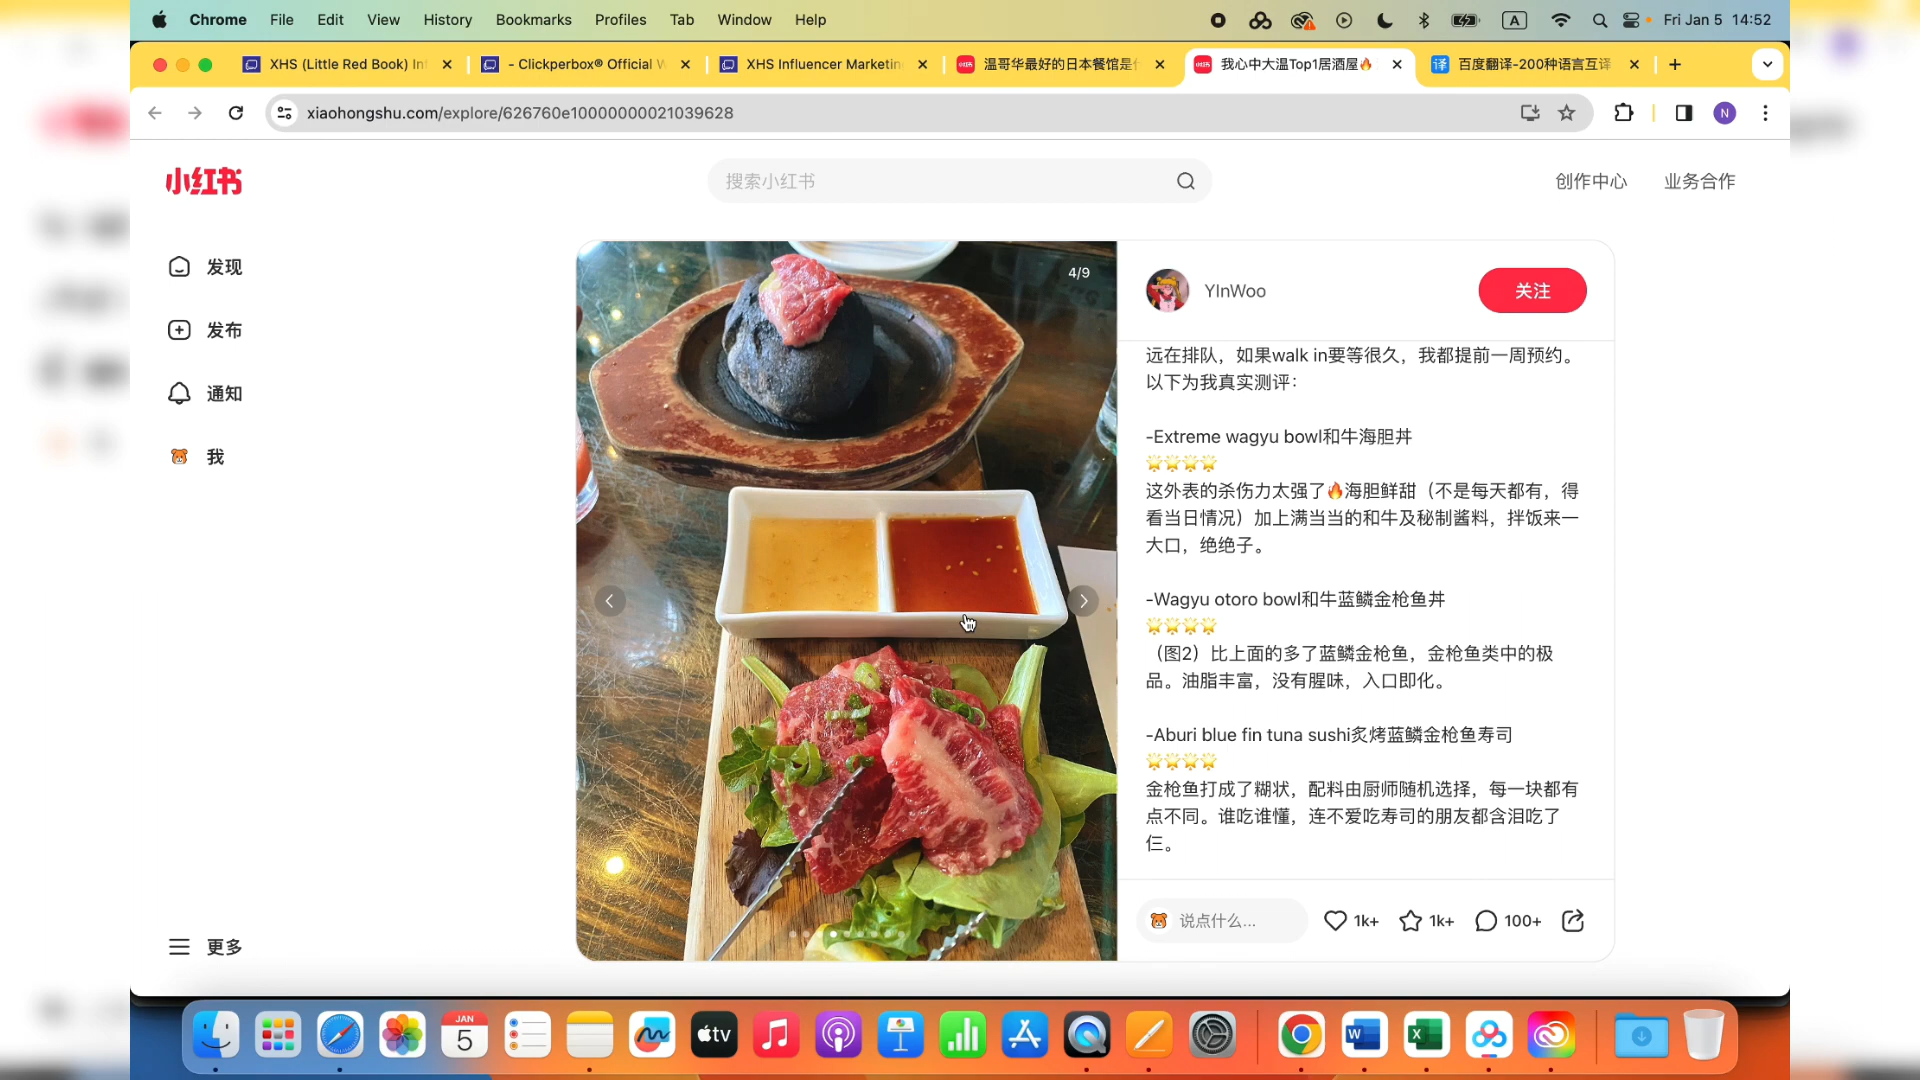 Chrome File Edit View History Bookmarks Profiles Tab Window Help A Fri Jan 5 14:52
XHS (Little Red Book) In
- Clickperbox® Official W
XHS Influencer Marketin
温哥华最好的日本餐馆是什
我心中大温Top1居酒屋🔥
译 百度翻译-200种语言互译
xiaohongshu.com/explore/626760e10000000021039628
N
小红书
搜索小红书
创作中心 业务合作
发现
发布
通知
我
更多
4/9
YInWoo
关注
远在排队,如果walk in要等很久,我都提前一周预约。
以下为我真实测评:
-Extreme wagyu bowl和牛海胆丼
🌟🌟🌟🌟
这外表的杀伤力太强了🔥海胆鲜甜(不是每天都有,得
看当日情况)加上满当当的和牛及秘制酱料,拌饭来一
大口,绝绝子。
-Wagyu otoro bowl和牛蓝鳞金枪鱼丼
🌟🌟🌟🌟
(图2)比上面的多了蓝鳞金枪鱼,金枪鱼类中的极
品。油脂丰富,没有腥味,入口即化。
-Aburi blue fin tuna sushi炙烤蓝鳞金枪鱼寿司
🌟🌟🌟🌟
金枪鱼打成了糊状,配料由厨师随机选择,每一块都有
点不同。谁吃谁懂,连不爱吃寿司的朋友都含泪吃了
仨。
说点什么... 1k+ 1k+ 100+
JAN
5
tv
W
X